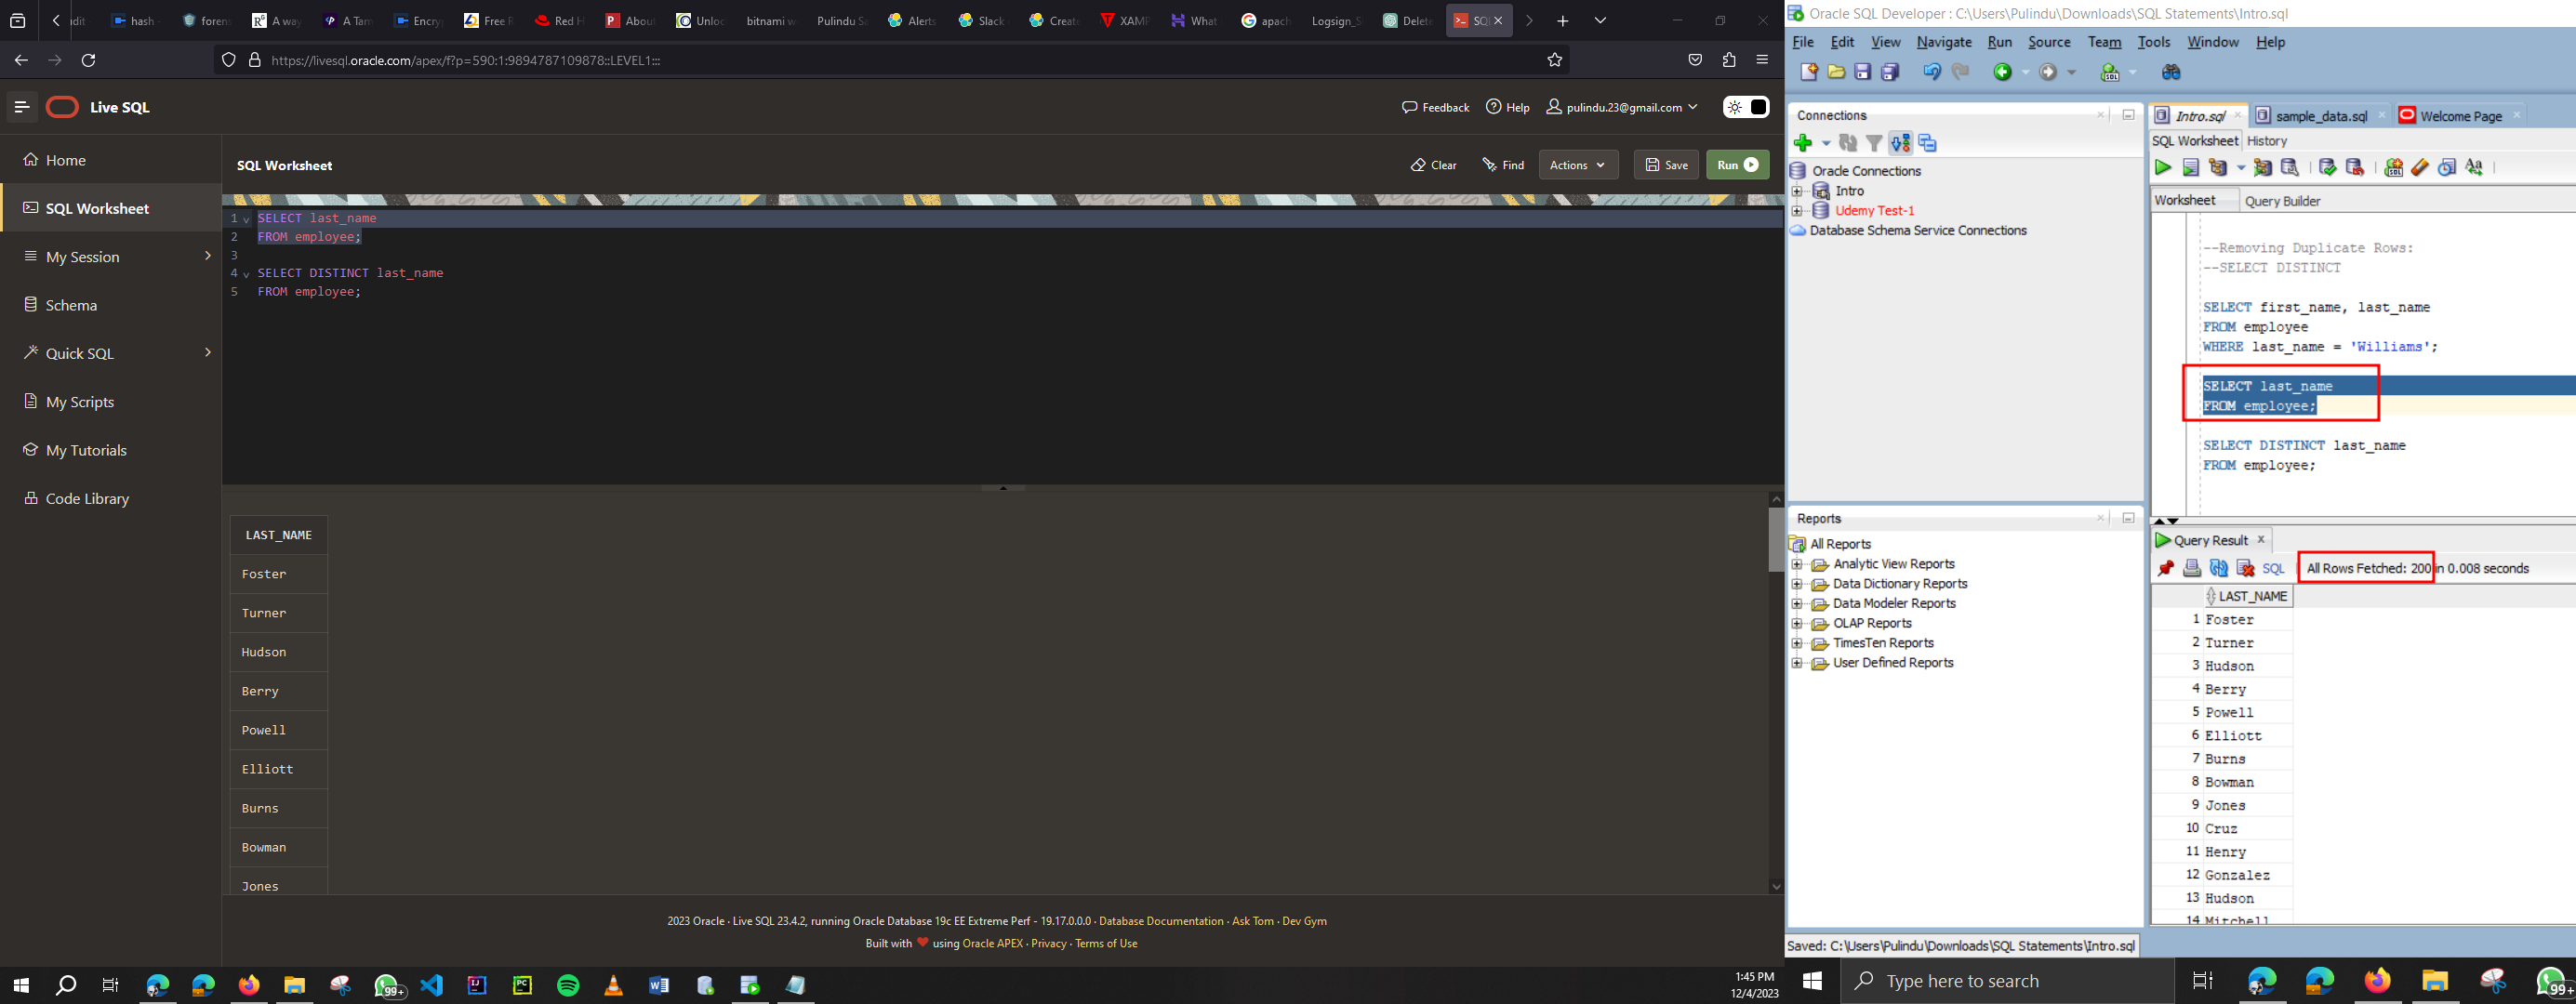 idit
hash
foren
A way
A Tam
Encry
Free R
Red H
About
Unloc
bitnami w
Pulindu Sa
Alerts
Slack
Create
XAMP
What
apach
Logsign_S
Delete
SQL
https://livesql.oracle.com/apex/f?p=590:1:9894787109878::LEVEL1:::
Live SQL
Feedback
Help
pulindu.23@gmail.com
Home
SQL Worksheet
My Session
Schema
Quick SQL
My Scripts
My Tutorials
Code Library
SQL Worksheet
Clear
Find
Actions
Save
Run
1 SELECT last_name
2 FROM employee;
3
4 SELECT DISTINCT last_name
5 FROM employee;
LAST_NAME
Foster
Turner
Hudson
Berry
Powell
Elliott
Burns
Bowman
Jones
2023 Oracle · Live SQL 23.4.2, running Oracle Database 19c EE Extreme Perf - 19.17.0.0.0 · Database Documentation · Ask Tom · Dev Gym
Built with ❤ using Oracle APEX · Privacy · Terms of Use
99+
1:45 PM
12/4/2023
Oracle SQL Developer : C:\Users\Pulindu\Downloads\SQL Statements\Intro.sql
File Edit View Navigate Run Source Team Tools Window Help
Connections
Oracle Connections
Intro
Udemy Test-1
Database Schema Service Connections
Reports
All Reports
Analytic View Reports
Data Dictionary Reports
Data Modeler Reports
OLAP Reports
TimesTen Reports
User Defined Reports
Intro.sql
sample_data.sql
Welcome Page
SQL Worksheet History
Worksheet Query Builder
--Removing Duplicate Rows:
--SELECT DISTINCT
SELECT first_name, last_name
FROM employee
WHERE last_name = 'Williams';
SELECT last_name
FROM employee;
SELECT DISTINCT last_name
FROM employee;
Query Result
SQL
All Rows Fetched: 200 in 0.008 seconds
LAST_NAME
1 Foster
2 Turner
3 Hudson
4 Berry
5 Powell
6 Elliott
7 Burns
8 Bowman
9 Jones
10 Cruz
11 Henry
12 Gonzalez
13 Hudson
14 Mitchell
Saved: C:\Users\Pulindu\Downloads\SQL Statements\Intro.sql
Type here to search
99+